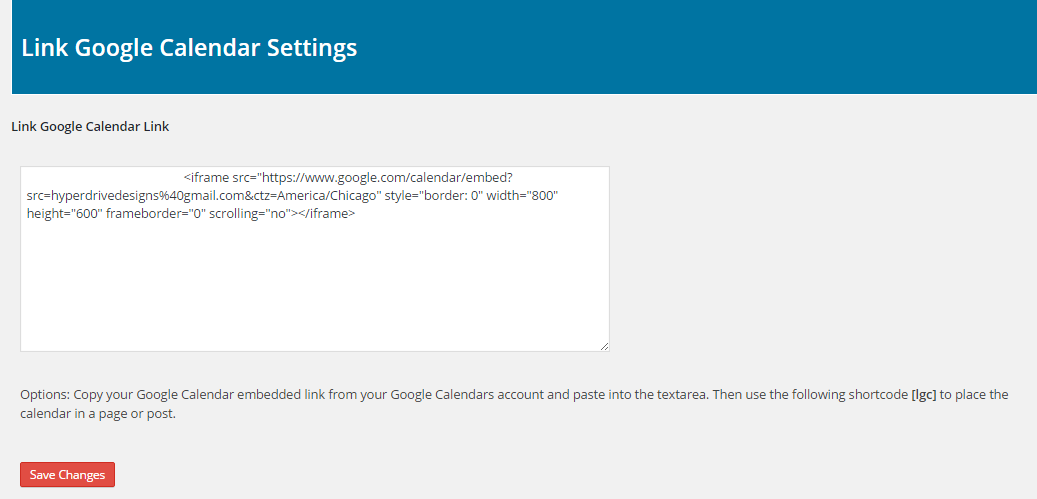 Link Google Calendar Settings
Link Google Calendar Link
<iframe src="https://www.google.com/calendar/embed?
src=hyperdrivedesigns%40gmail.com&ctz=America/Chicago" style="border: 0" width="800"
height="600" frameborder="0" scrolling="no"></iframe>
Options: Copy your Google Calendar embedded link from your Google Calendars account and paste into the textarea. Then use the following shortcode [lgc] to place the
calendar in a page or post.
Save Changes